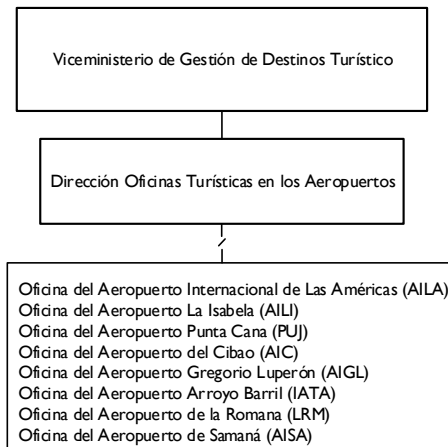 Viceministerio de Gestión de Destinos Turístico
Dirección Oficinas Turísticas en los Aeropuertos
Oficina del Aeropuerto Internacional de Las Américas (AILA)
Oficina del Aeropuerto La Isabela (AILI)
Oficina del Aeropuerto Punta Cana (PUJ)
Oficina del Aeropuerto del Cibao (AIC)
Oficina del Aeropuerto Gregorio Luperón (AIGL)
Oficina del Aeropuerto Arroyo Barril (IATA)
Oficina del Aeropuerto de la Romana (LRM)
Oficina del Aeropuerto de Samaná (AISA)